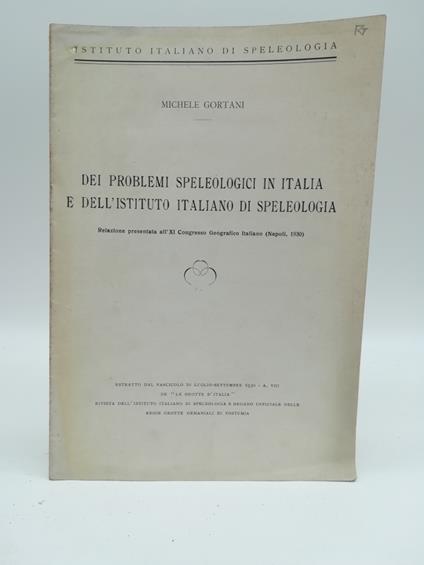 ISTITUTO ITALIANO DI SPELEOLOGIA
MICHELE GORTANI
DEI PROBLEMI SPELEOLOGICI IN ITALIA
E DELL'ISTITUTO ITALIANO DI SPELEOLOGIA
Relazione presentata all'XI Congresso Geografico Italiano (Napoli, 1930)
ESTRATTO DAL FASCICOLO DI LUGLIO-SETTEMBRE 1930 - A. VIII
DE "LE GROTTE D'ITALIA"
RIVISTA DELL'ISTITUTO ITALIANO DI SPELEOLOGIA E ORGANO UFFICIALE DELLE
REGIE GROTTE DEMANIALI DI POSTUMIA